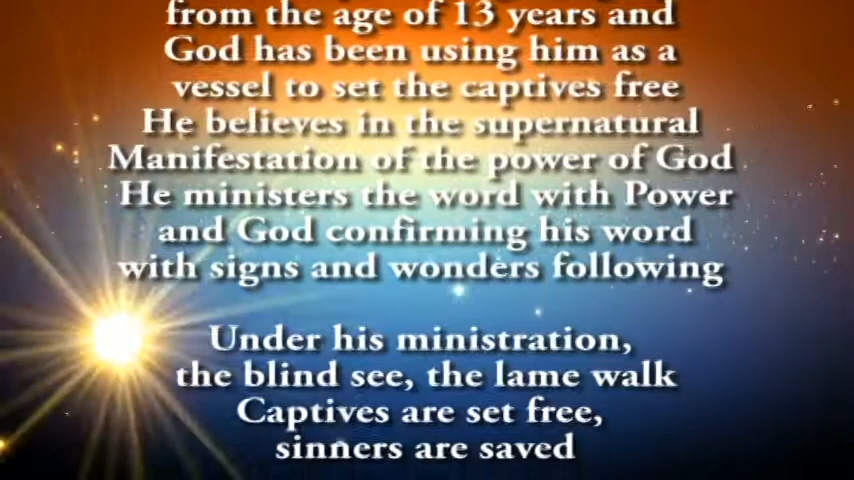 from the age of 13 years and
God has been using him as a
vessel to set the captives free
He believes in the supernatural
Manifestation of the power of God
He ministers the word with Power
and God confirming his word
with signs and wonders following
Under his ministration,
the blind see, the lame walk
Captives are set free,
sinners are saved